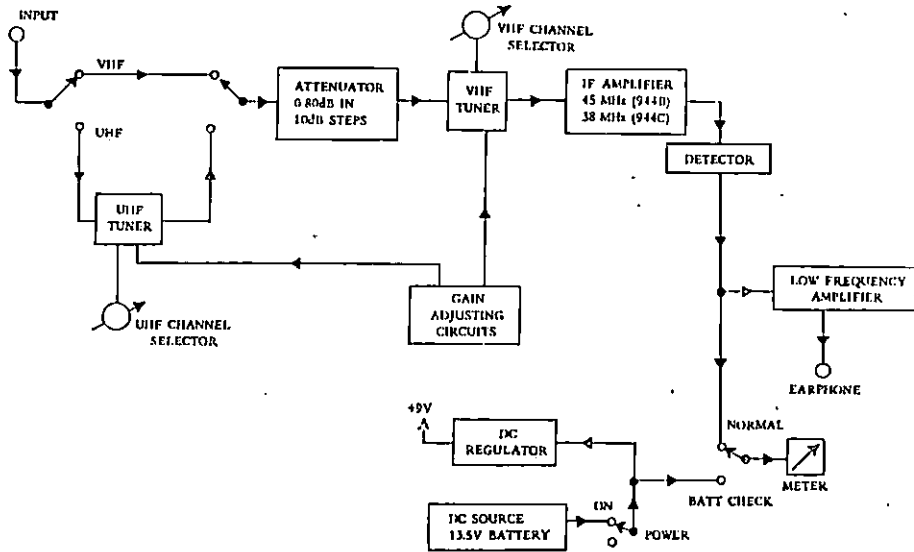 INPUT
VHF
UHF
UHF
TUNER
UHF CHANNEL
SELECTOR
ATTENUATOR
0.80dB IN
10dB STEPS
VHF CHANNEL
SELECTOR
VHF
TUNER
IF AMPLIFIER
45 MHz (944B)
38 MHz (944C)
DETECTOR
GAIN
ADJUSTING
CIRCUITS
LOW FREQUENCY
AMPLIFIER
EARPHONE
+9V
DC
REGULATOR
NORMAL
METER
BATT CHECK
DC SOURCE
13.5V BATTERY
ON
POWER